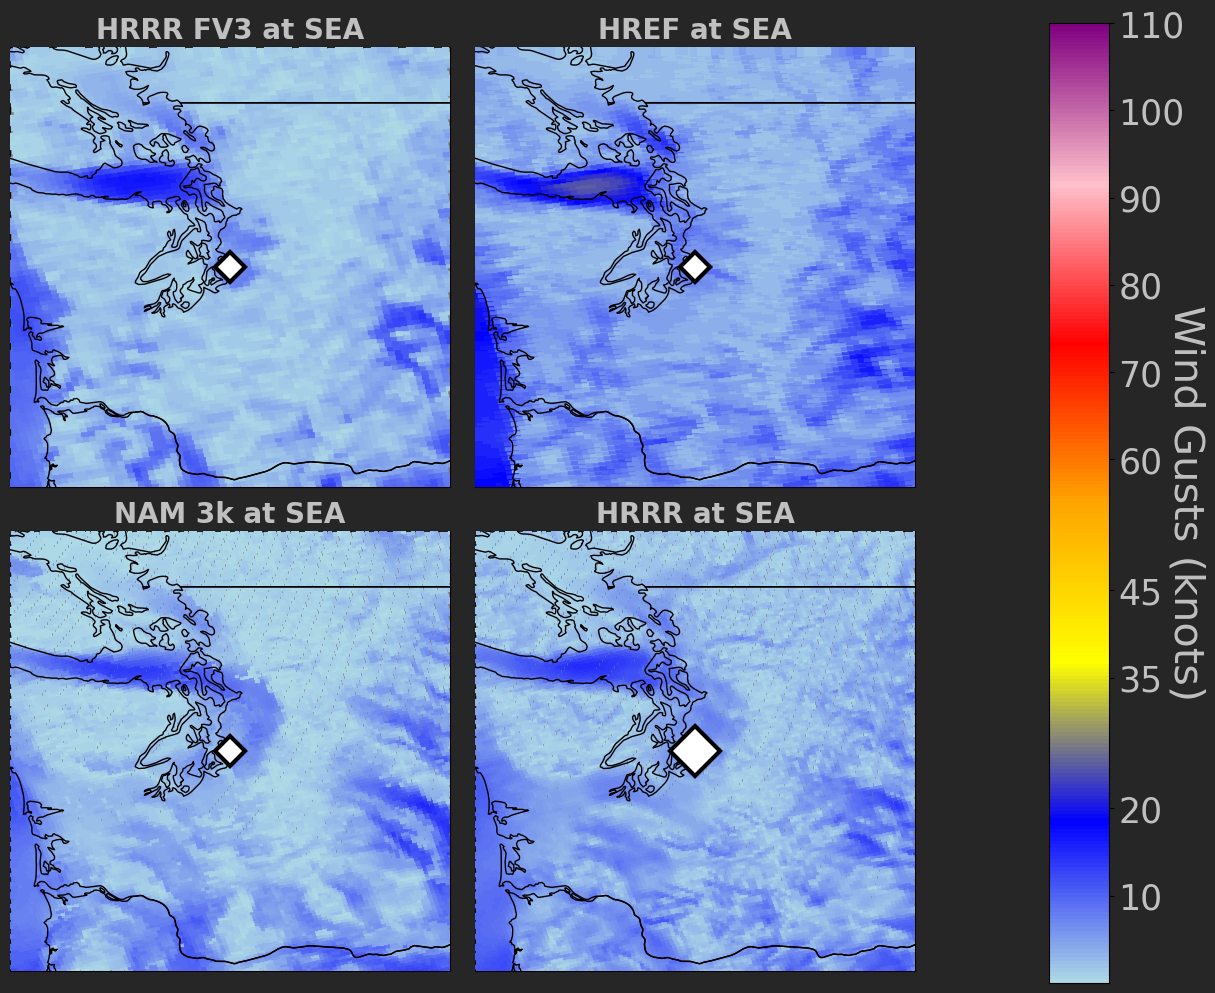 HRRR FV3 at SEA
HREF at SEA
NAM 3k at SEA
HRRR at SEA
110
100
90
80
70
60
45
35
20
10
Wind Gusts (knots)